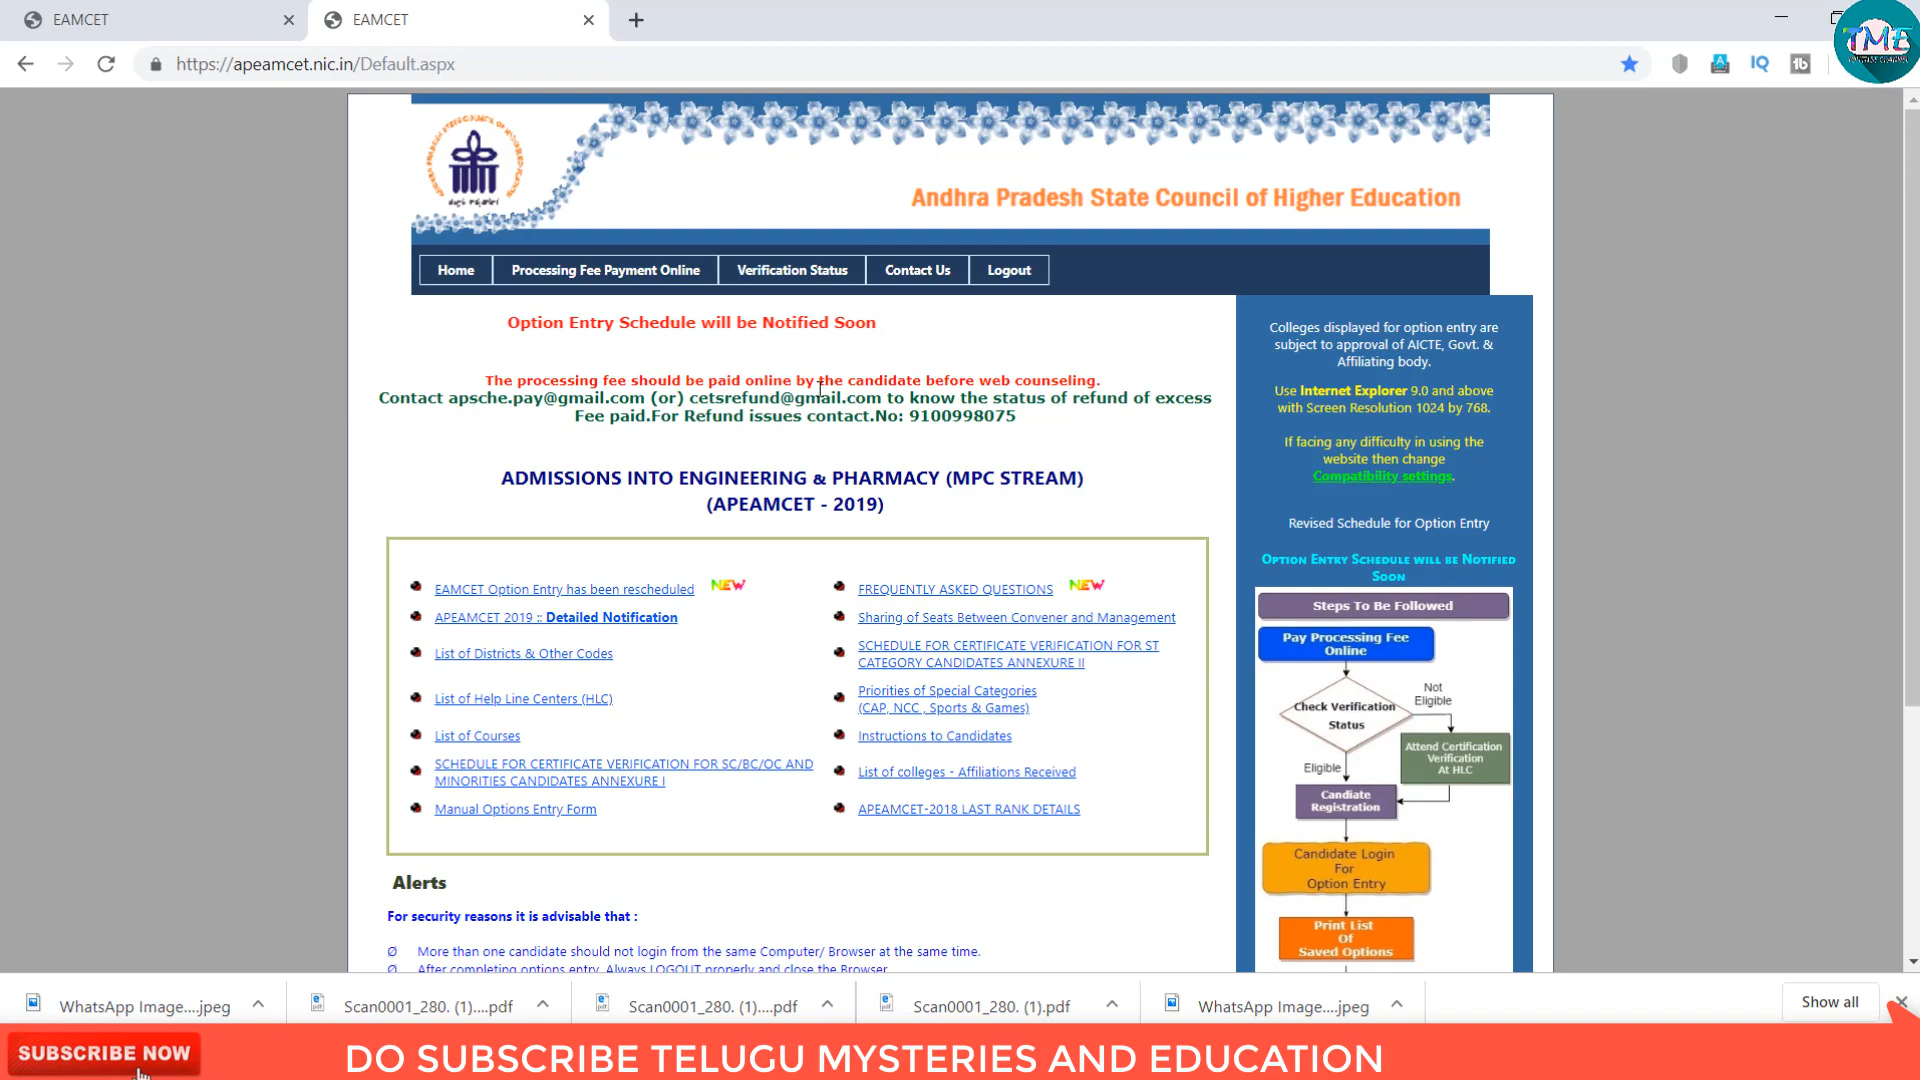 EAMCET
EAMCET
https://apeamcet.nic.in/Default.aspx
IQ
TME
YOUTUBE CHANNEL
Andhra Pradesh State Council of Higher Education
Home
Processing Fee Payment Online
Verification Status
Contact Us
Logout
Option Entry Schedule will be Notified Soon
The processing fee should be paid online by the candidate before web counseling.
Contact apsche.pay@gmail.com (or) cetsrefund@gmail.com to know the status of refund of excess
Fee paid.For Refund issues contact.No: 9100998075
ADMISSIONS INTO ENGINEERING & PHARMACY (MPC STREAM)
(APEAMCET - 2019)
EAMCET Option Entry has been rescheduled NEW
APEAMCET 2019 :: Detailed Notification
List of Districts & Other Codes
List of Help Line Centers (HLC)
List of Courses
SCHEDULE FOR CERTIFICATE VERIFICATION FOR SC/BC/OC AND
MINORITIES CANDIDATES ANNEXURE I
Manual Options Entry Form
FREQUENTLY ASKED QUESTIONS NEW
Sharing of Seats Between Convener and Management
SCHEDULE FOR CERTIFICATE VERIFICATION FOR ST
CATEGORY CANDIDATES ANNEXURE II
Priorities of Special Categories
(CAP, NCC , Sports & Games)
Instructions to Candidates
List of colleges - Affiliations Received
APEAMCET-2018 LAST RANK DETAILS
Alerts
For security reasons it is advisable that :
Ø More than one candidate should not login from the same Computer/ Browser at the same time.
Ø After completing options entry, Always LOGOUT properly and close the Browser
Colleges displayed for option entry are
subject to approval of AICTE, Govt. &
Affiliating body.
Use Internet Explorer 9.0 and above
with Screen Resolution 1024 by 768.
If facing any difficulty in using the
website then change
Compatibility settings.
Revised Schedule for Option Entry
Option Entry Schedule will be Notified
Soon
Steps To Be Followed
Pay Processing Fee
Online
Check Verification
Status
Not
Eligible
Attend Certification
Verification
At HLC
Eligible
Candiate
Registration
Candidate Login
For
Option Entry
Print List
Of
Saved Options
WhatsApp Image....jpeg
Scan0001_280. (1)....pdf
Scan0001_280. (1)....pdf
Scan0001_280. (1).pdf
WhatsApp Image....jpeg
Show all
SUBSCRIBE NOW
DO SUBSCRIBE TELUGU MYSTERIES AND EDUCATION